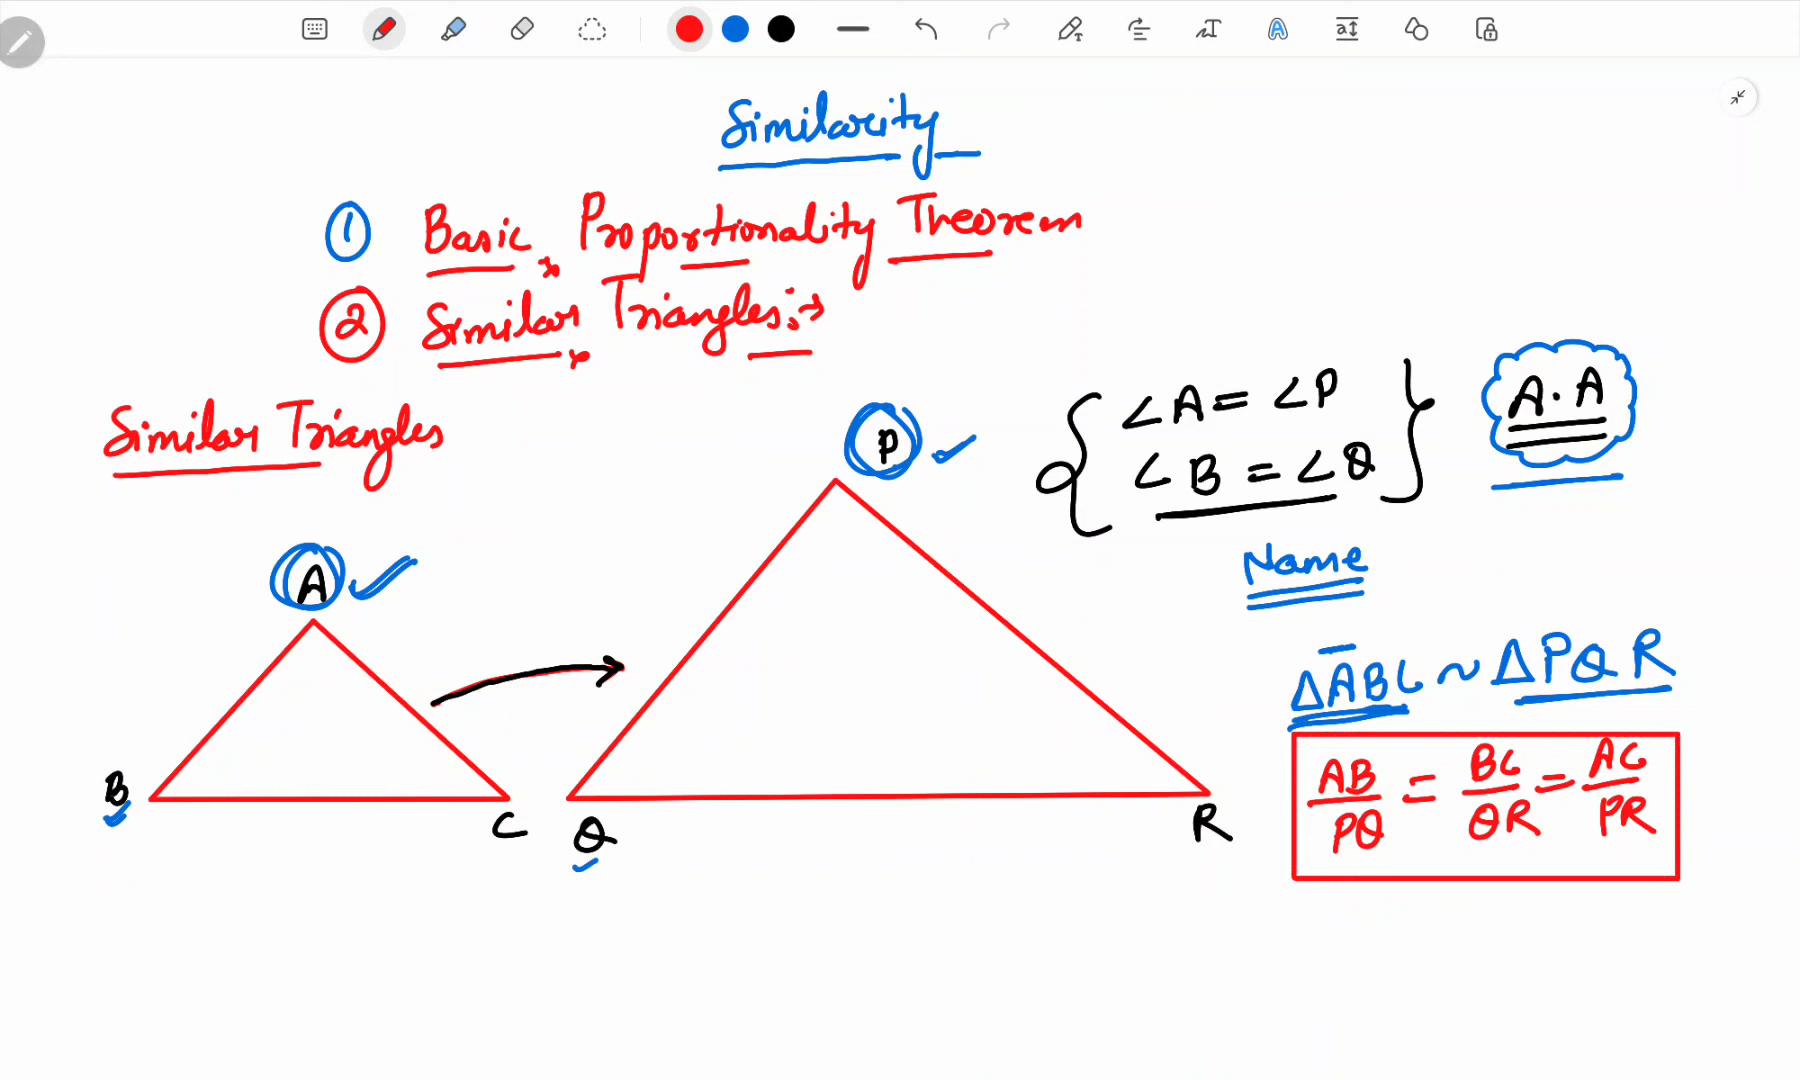 Similarity
① Basic Proportionality Theorem
② Similar Triangles :→
Similar Triangles
∠A = ∠P
∠B = ∠Q
A.A
Name
ΔABC ~ ΔPQR
AB/PQ = BC/QR = AC/PR
A
B
C
P
Q
R